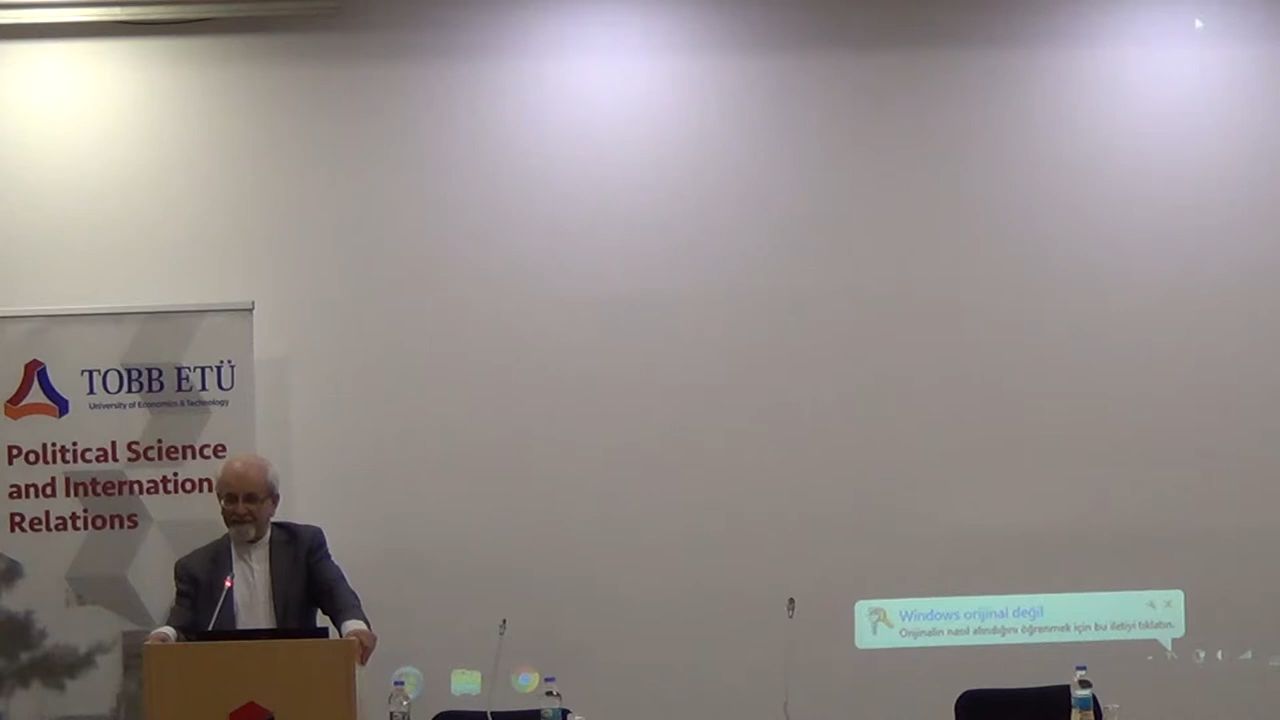 TOBB ETÜ
University of Economics & Technology
Political Science
and Internation
Relations
Windows orijinal değil
Orijinalin nasıl alındığını öğrenmek için bu iletiyi tıklatın.